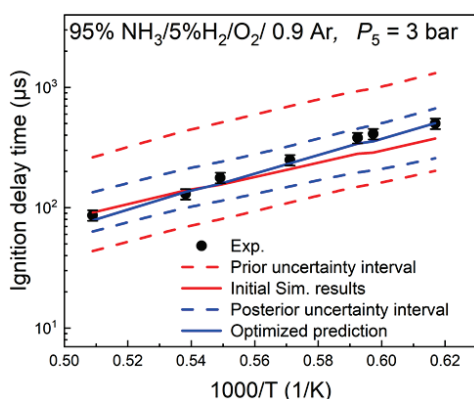 95% NH₃/5%H₂/O₂/ 0.9 Ar, P₅ = 3 bar
Ignition delay time (μs)
10³
10²
10¹
Exp.
Prior uncertainty interval
Initial Sim. results
Posterior uncertainty interval
Optimized prediction
0.50 0.52 0.54 0.56 0.58 0.60 0.62 0.64
1000/T (1/K)